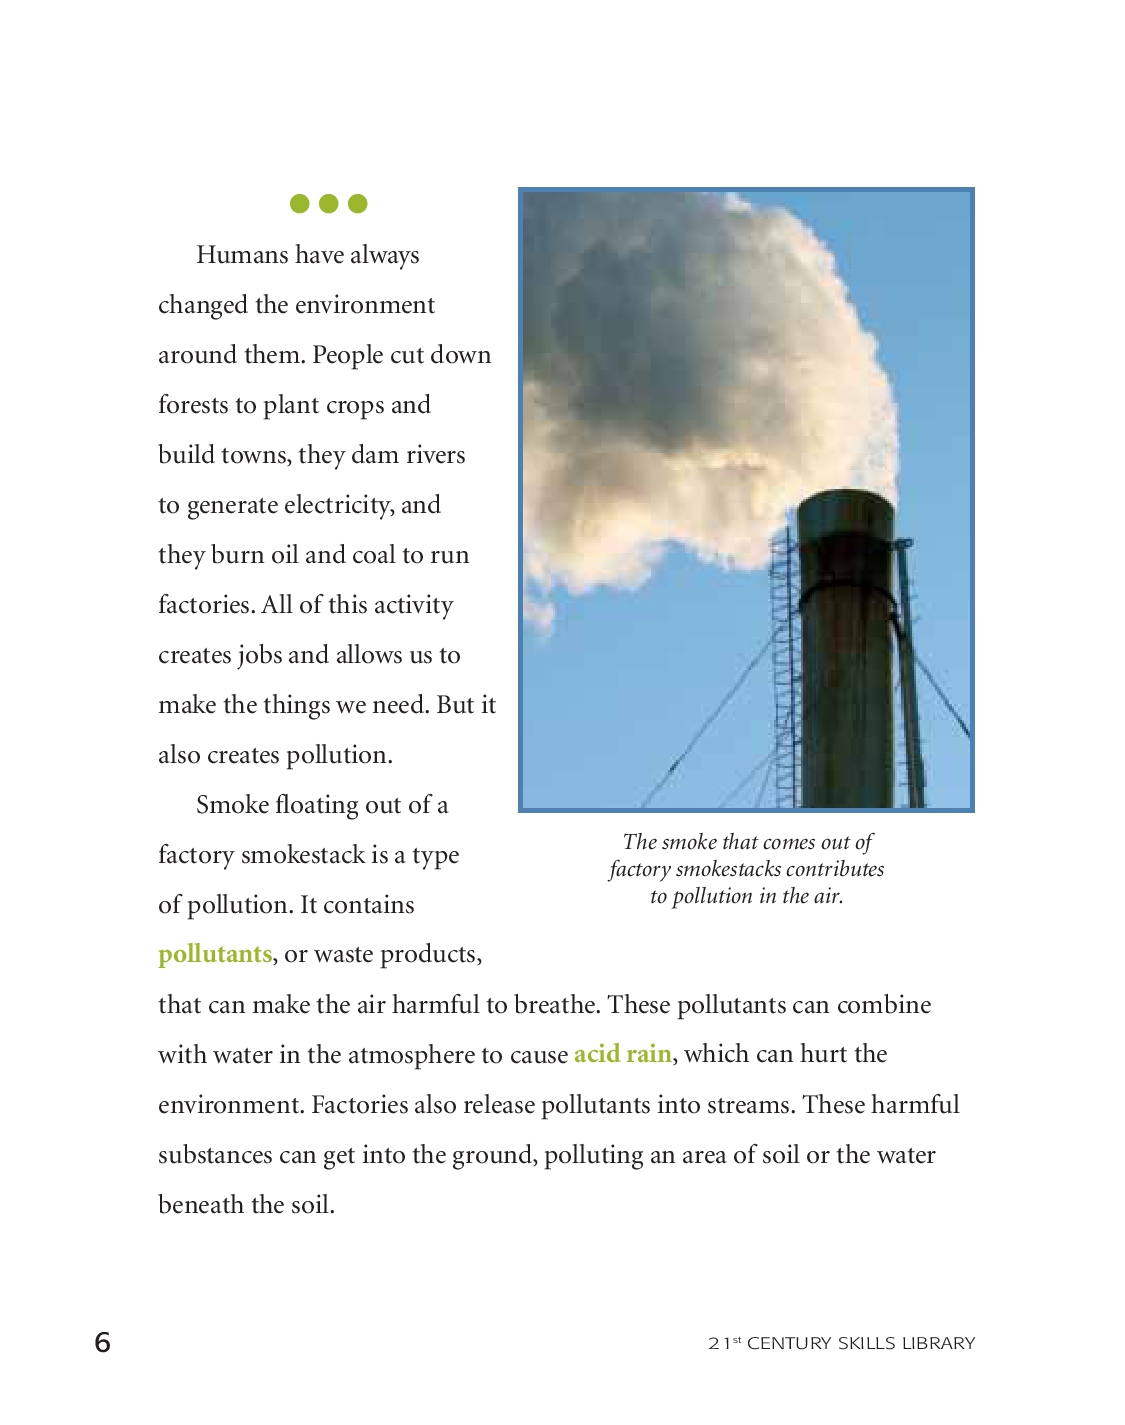 Humans have always
changed the environment
around them. People cut down
forests to plant crops and
build towns, they dam rivers
to generate electricity, and
they burn oil and coal to run
factories. All of this activity
creates jobs and allows us to
make the things we need. But it
also creates pollution.
Smoke floating out of a
factory smokestack is a type
of pollution. It contains
pollutants, or waste products,
that can make the air harmful to breathe. These pollutants can combine
with water in the atmosphere to cause acid rain, which can hurt the
environment. Factories also release pollutants into streams. These harmful
substances can get into the ground, polluting an area of soil or the water
beneath the soil.
The smoke that comes out of
factory smokestacks contributes
to pollution in the air.
6
21st CENTURY SKILLS LIBRARY